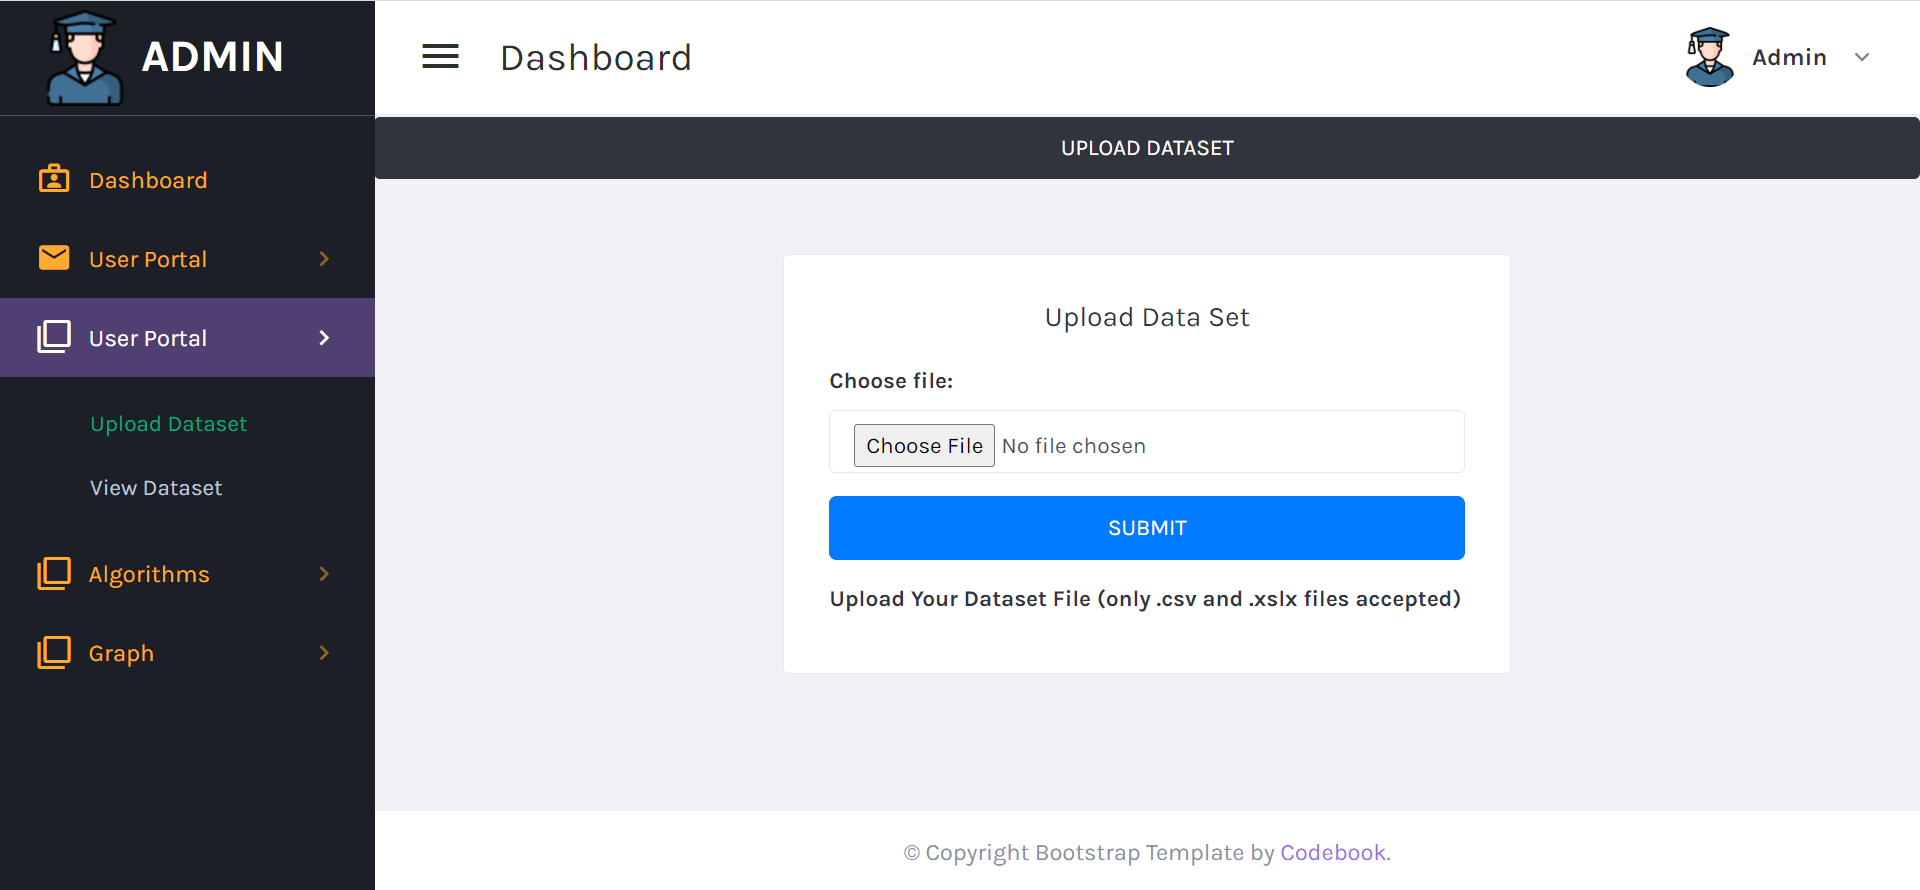 ADMIN
Dashboard
Admin
UPLOAD DATASET
Dashboard
User Portal
User Portal
Upload Dataset
View Dataset
Algorithms
Graph
Upload Data Set
Choose file:
Choose File No file chosen
SUBMIT
Upload Your Dataset File (only .csv and .xslx files accepted)
© Copyright Bootstrap Template by Codebook.